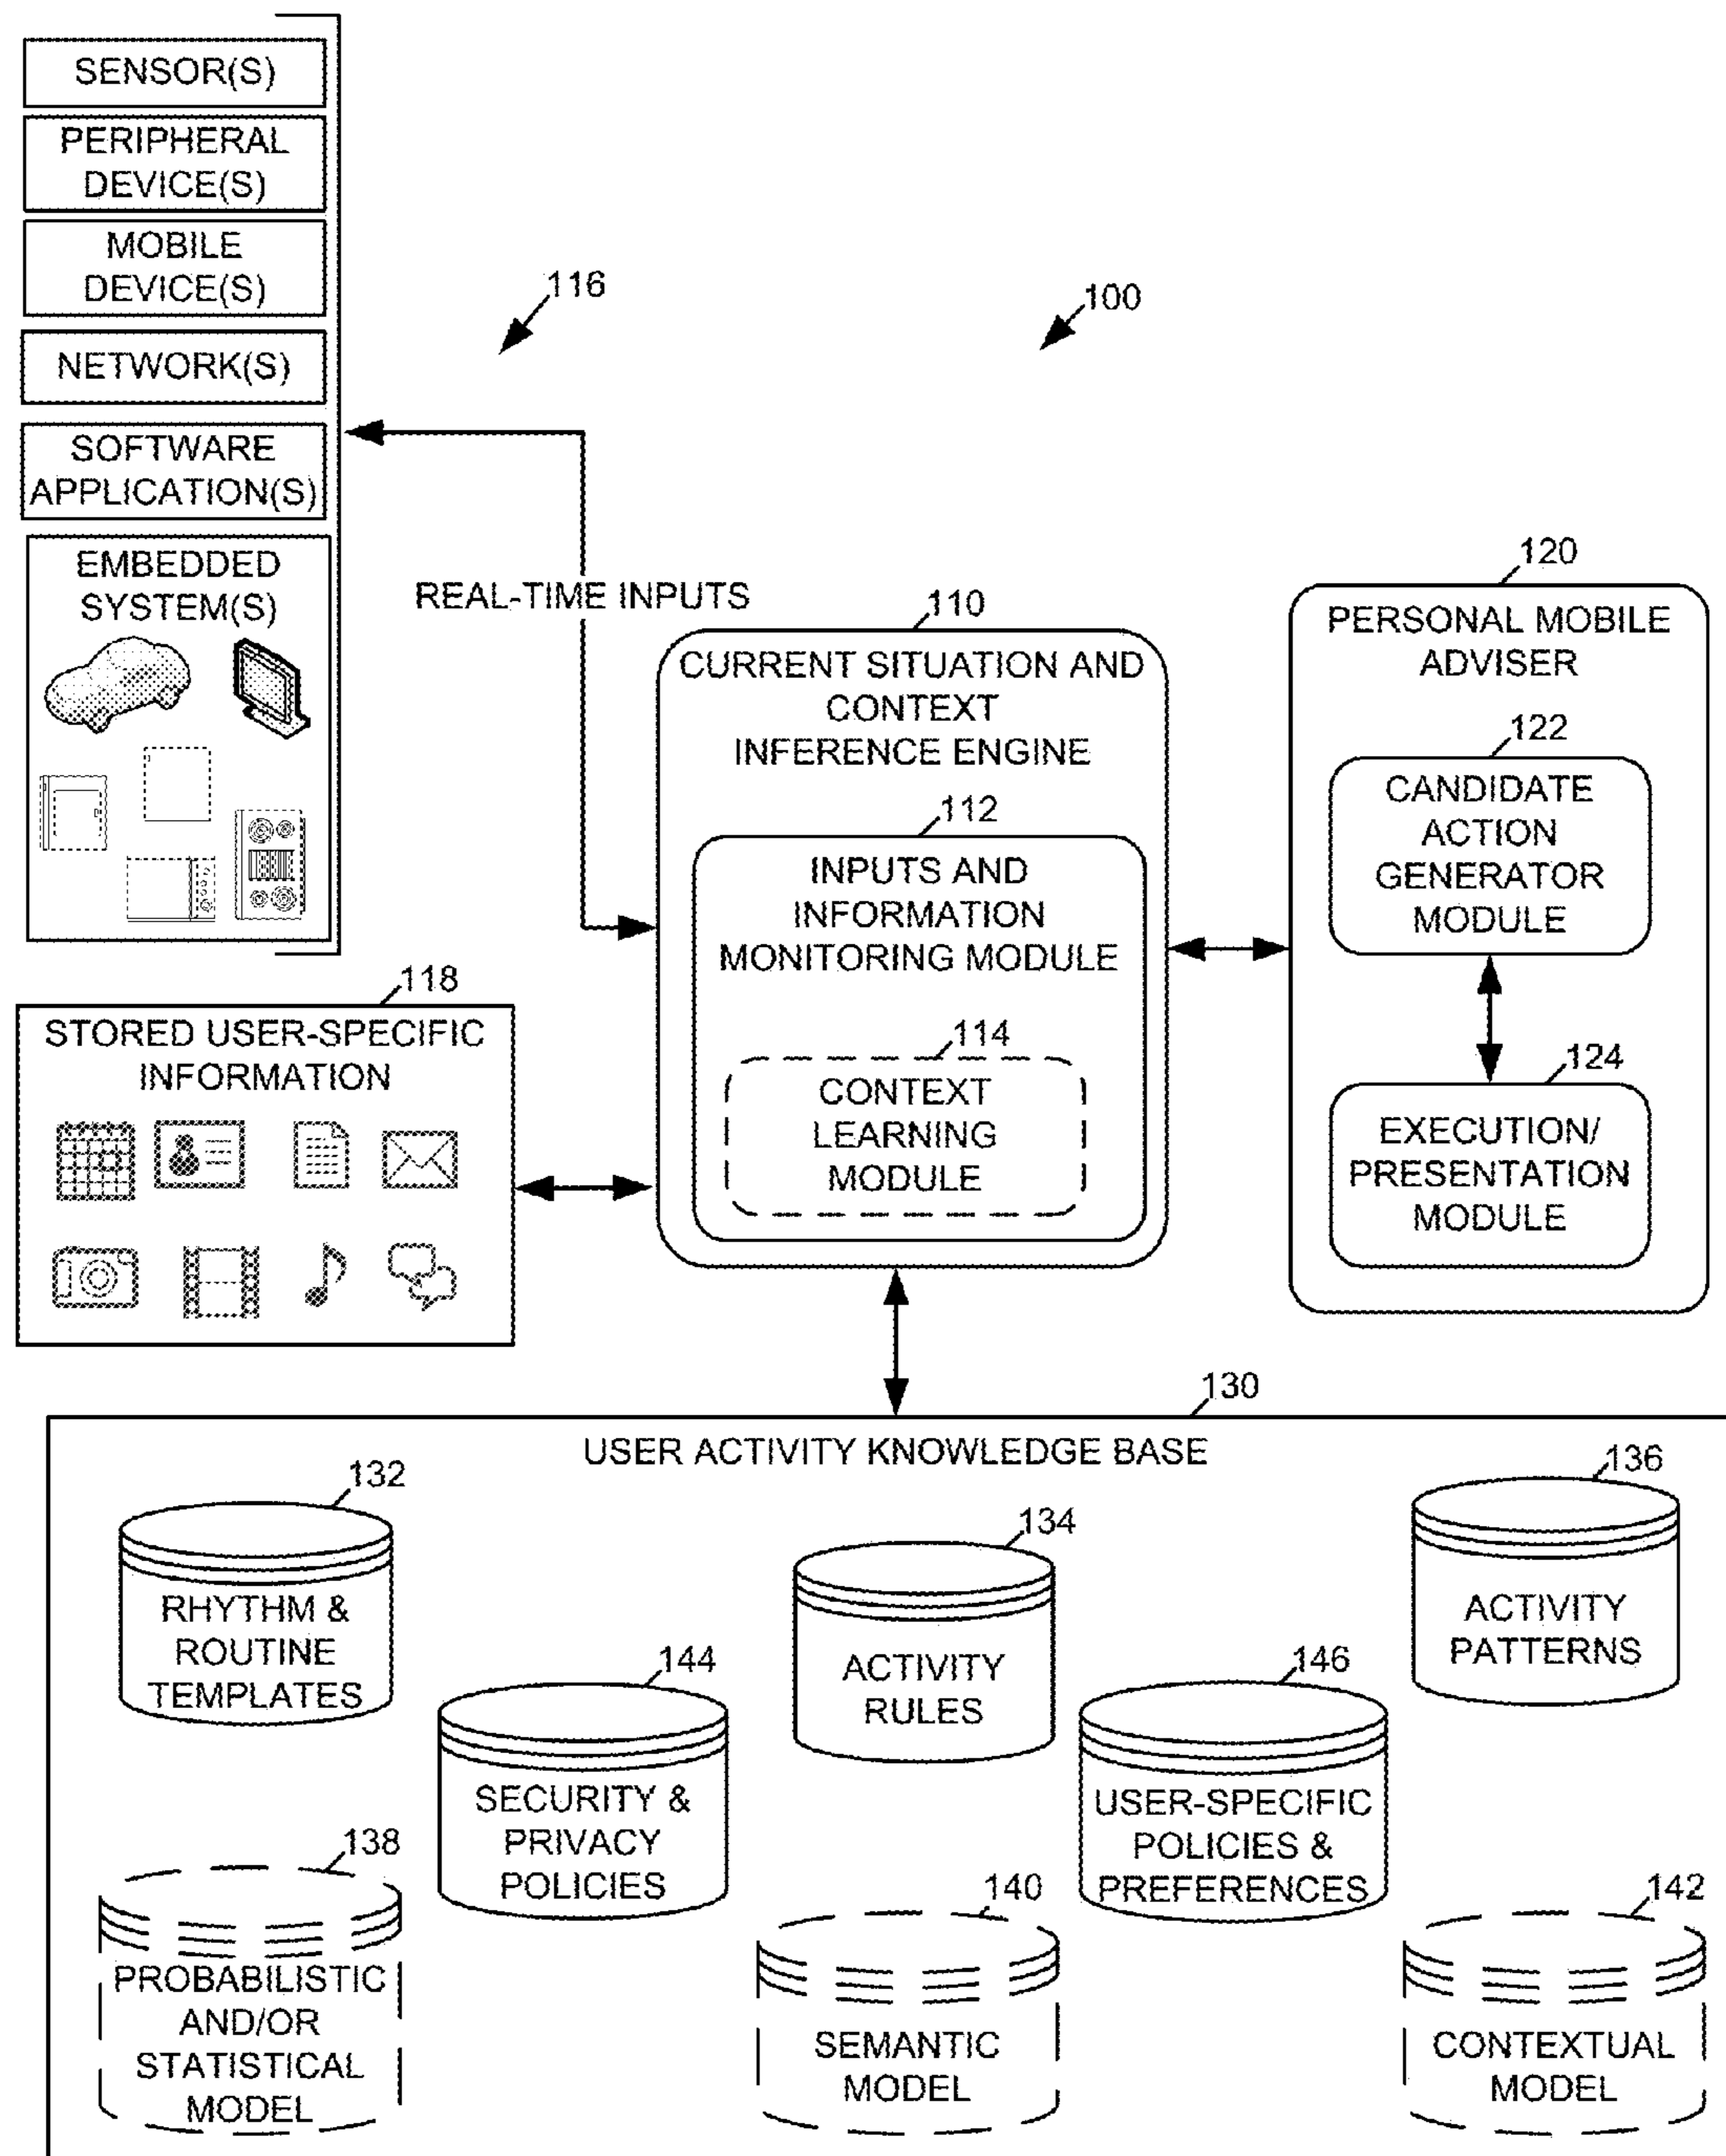 SENSOR(S)
PERIPHERAL
DEVICE(S)
MOBILE
DEVICE(S)
NETWORK(S)
SOFTWARE
APPLICATION(S)
EMBEDDED
SYSTEM(S)
116
100
REAL-TIME INPUTS
110
CURRENT SITUATION AND
CONTEXT
INFERENCE ENGINE
112
INPUTS AND
INFORMATION
MONITORING MODULE
114
CONTEXT
LEARNING
MODULE
120
PERSONAL MOBILE
ADVISER
122
CANDIDATE
ACTION
GENERATOR
MODULE
124
EXECUTION/
PRESENTATION
MODULE
118
STORED USER-SPECIFIC
INFORMATION
130
USER ACTIVITY KNOWLEDGE BASE
132
RHYTHM &
ROUTINE
TEMPLATES
134
ACTIVITY
RULES
136
ACTIVITY
PATTERNS
144
SECURITY &
PRIVACY
POLICIES
146
USER-SPECIFIC
POLICIES &
PREFERENCES
138
PROBABILISTIC
AND/OR
STATISTICAL
MODEL
140
SEMANTIC
MODEL
142
CONTEXTUAL
MODEL